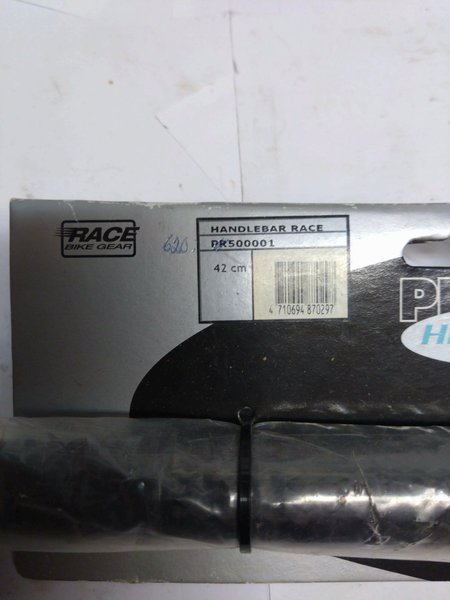 RACE
BIKE GEAR
620
HANDLEBAR RACE
PR500001
42 cm
4 710694 870297